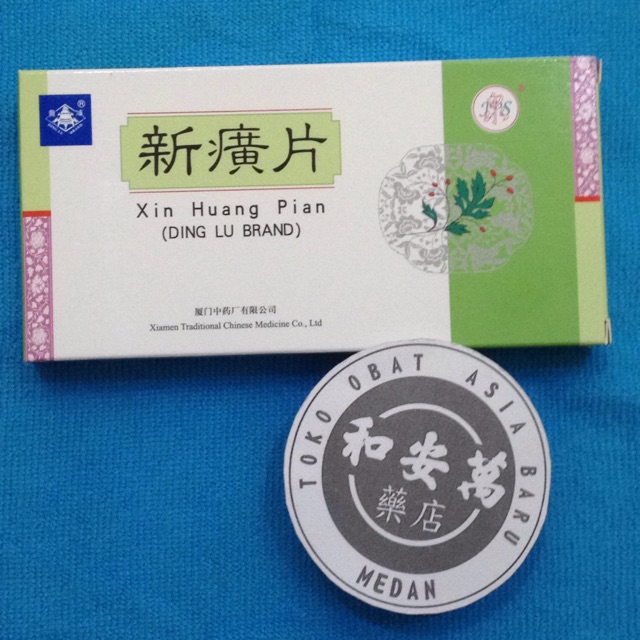 ®
新癀片
Xin Huang Pian
(DING LU BRAND)
厦门中药厂有限公司
Xiamen Traditional Chinese Medicine Co., Ltd
TOKO OBAT ASIA BARU
和安萬
藥店
MEDAN